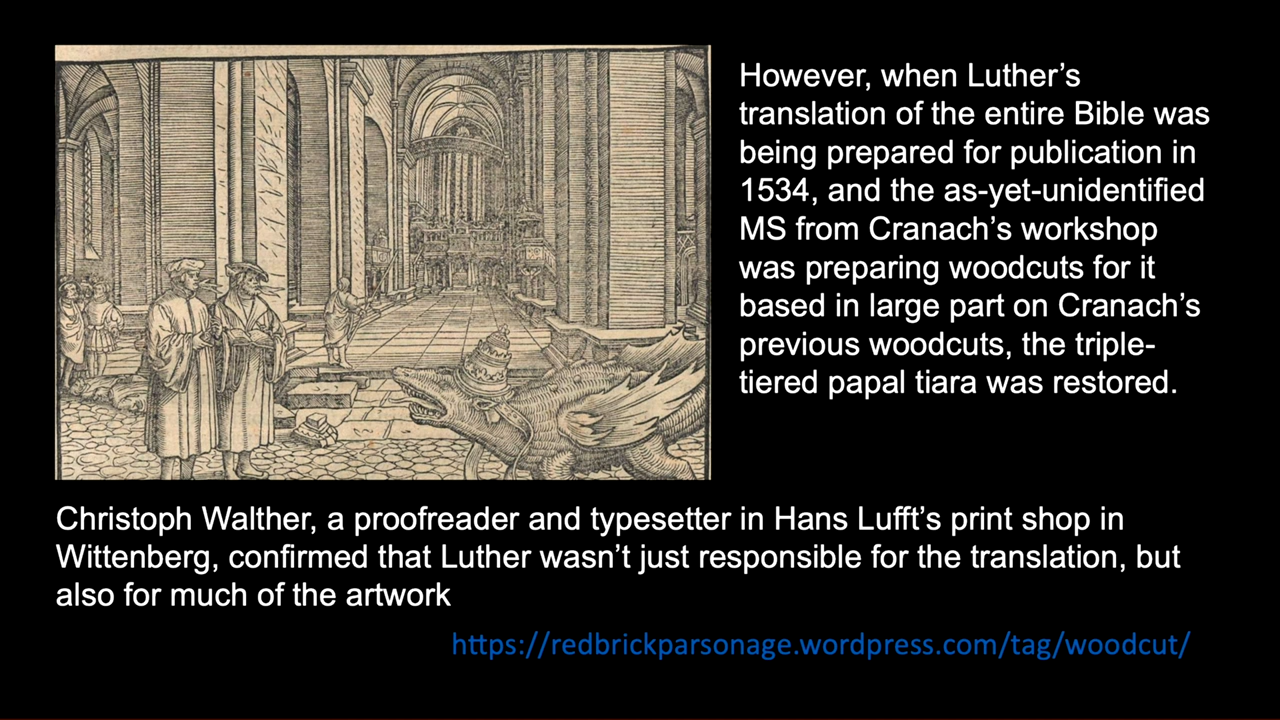 However, when Luther’s
translation of the entire Bible was
being prepared for publication in
1534, and the as-yet-unidentified
MS from Cranach’s workshop
was preparing woodcuts for it
based in large part on Cranach’s
previous woodcuts, the triple-
tiered papal tiara was restored.
Christoph Walther, a proofreader and typesetter in Hans Lufft’s print shop in
Wittenberg, confirmed that Luther wasn’t just responsible for the translation, but
also for much of the artwork
https://redbrickparsonage.wordpress.com/tag/woodcut/